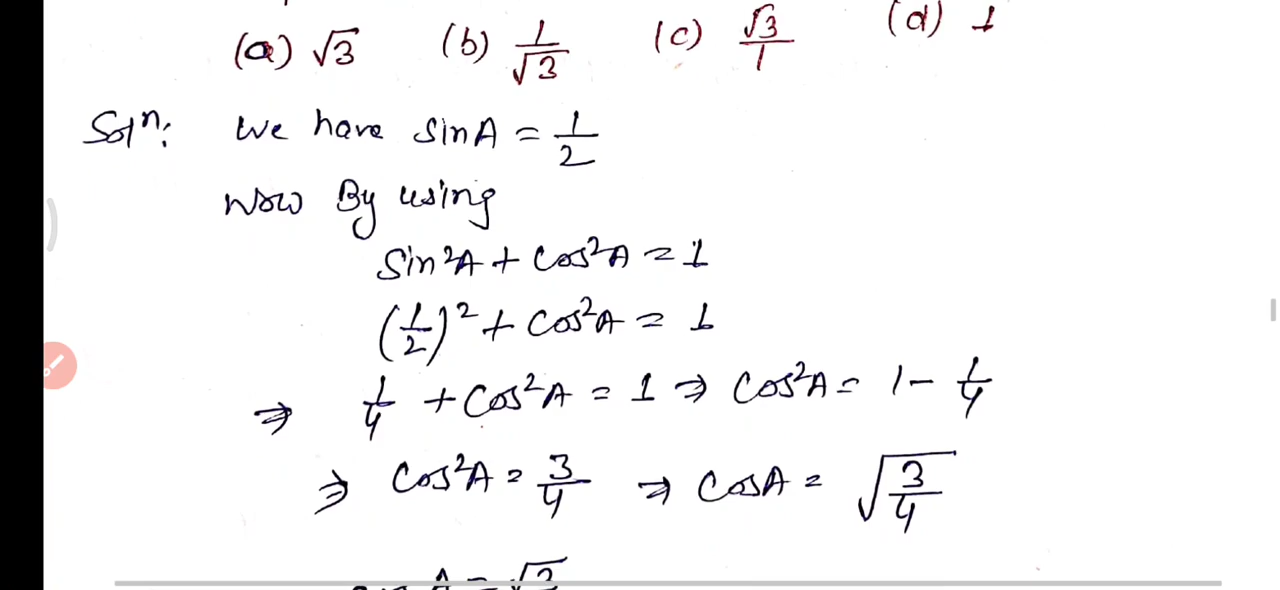 (a) √3 (b) 1/√3 (c) √3/1 (d) 1
Solⁿ: We have sinA = 1/2
Now By using
Sin²A + Cos²A = 1
(1/2)² + Cos²A = 1
⇒ 1/4 + Cos²A = 1 ⇒ Cos²A = 1 - 1/4
⇒ Cos²A = 3/4 ⇒ CosA = √(3/4)